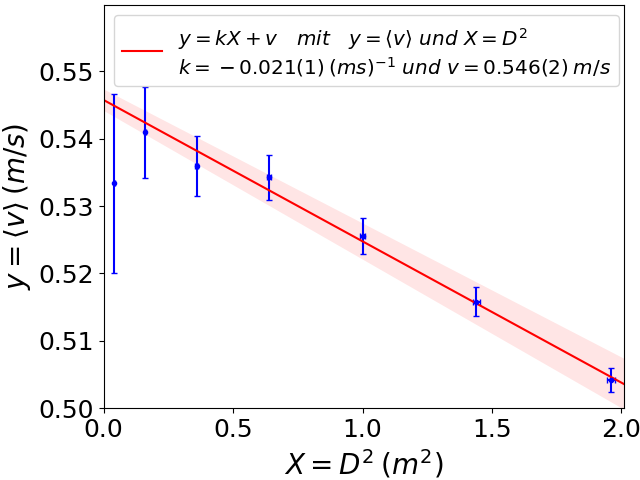 y = kX + v mit y = ⟨v⟩ und X = D²
k = −0.021(1) (ms)⁻¹ und v = 0.546(2) m/s
0.55
0.54
0.53
0.52
0.51
0.50
y = ⟨v⟩ (m/s)
0.0 0.5 1.0 1.5 2.0
X = D² (m²)